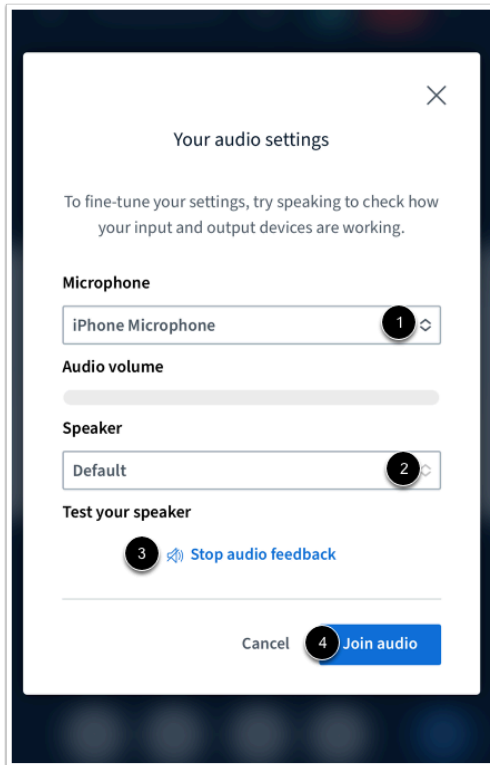 Your audio settings
To fine-tune your settings, try speaking to check how
your input and output devices are working.
Microphone
iPhone Microphone 1
Audio volume
Speaker
Default 2
Test your speaker
3 Stop audio feedback
Cancel 4 Join audio